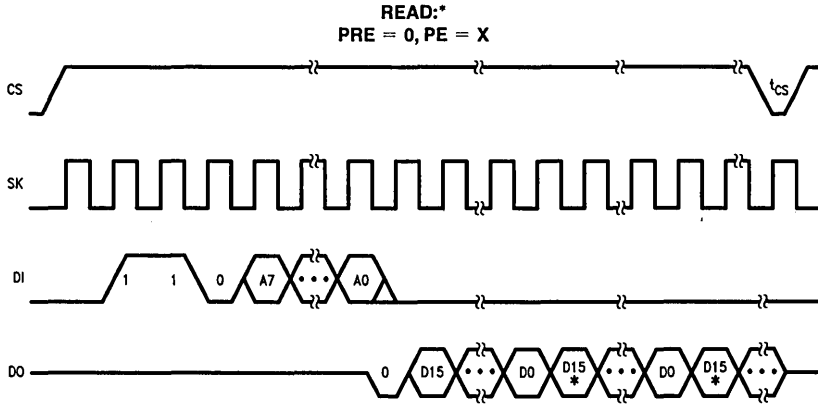 READ:*
PRE = 0, PE = X
CS
tCS
SK
DI
1 1 0 A7 ••• A0
DO
0 D15 ••• D0 D15 * ••• D0 D15 * •••